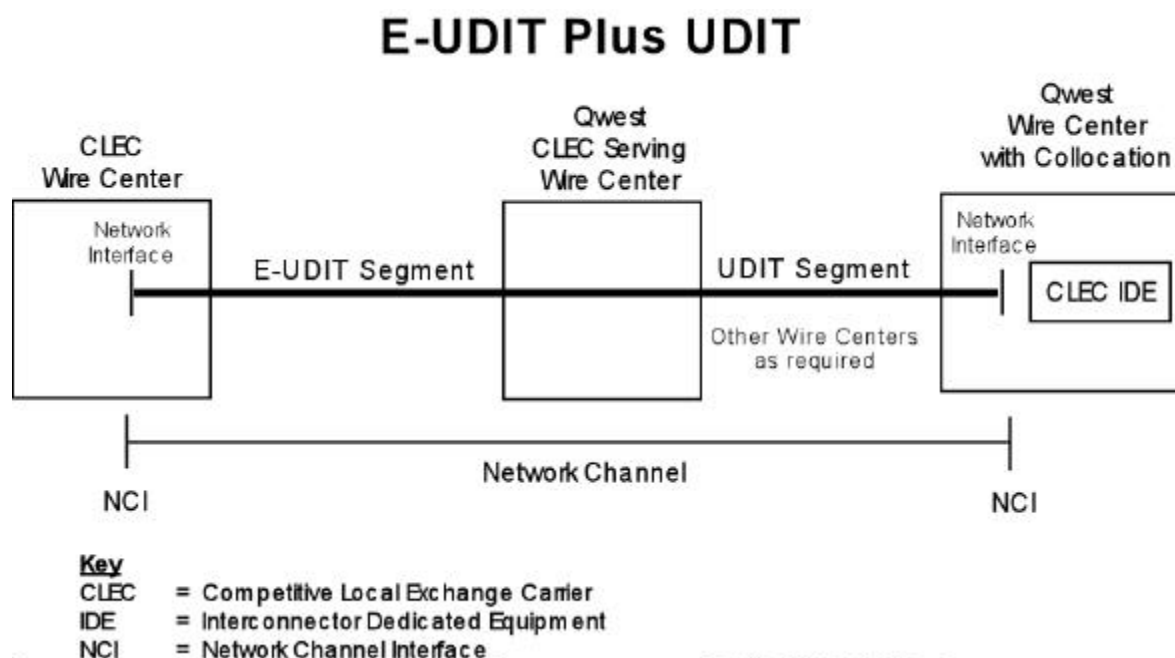 E-UDIT Plus UDIT
CLEC
Wire Center
Qwest
CLEC Serving
Wire Center
Qwest
Wire Center
with Collocation
Network
Interface
E-UDIT Segment
UDIT Segment
Network
Interface
CLEC IDE
Other Wire Centers
as required
Network Channel
NCI
NCI
Key
CLEC = Competitive Local Exchange Carrier
IDE = Interconnector Dedicated Equipment
NCI = Network Channel Interface